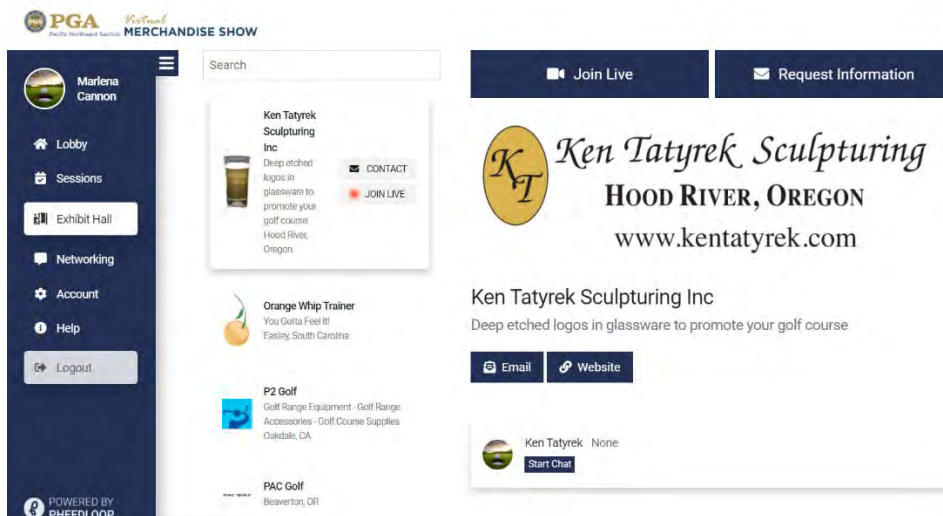 PGA
Pacific Northwest Section
Virtual
MERCHANDISE SHOW
Marlena
Cannon
Lobby
Sessions
Exhibit Hall
Networking
Account
Help
Logout
POWERED BY
PHEEDLOOP
Search
Ken Tatyrek
Sculpturing
Inc
Deep etched
logos in
glassware to
promote your
golf course
Hood River,
Oregon
CONTACT
JOIN LIVE
Orange Whip Trainer
You Gotta Feel It!
Easley, South Carolina
P2 Golf
Golf Range Equipment - Golf Range
Accessories - Golf Course Supplies
Oakdale, CA
PAC GOLF
PAC Golf
Beaverton, OR
Join Live
Request Information
KT
Ken Tatyrek Sculpturing
HOOD RIVER, OREGON
www.kentatyrek.com
Ken Tatyrek Sculpturing Inc
Deep etched logos in glassware to promote your golf course
Email
Website
Ken Tatyrek None
Start Chat